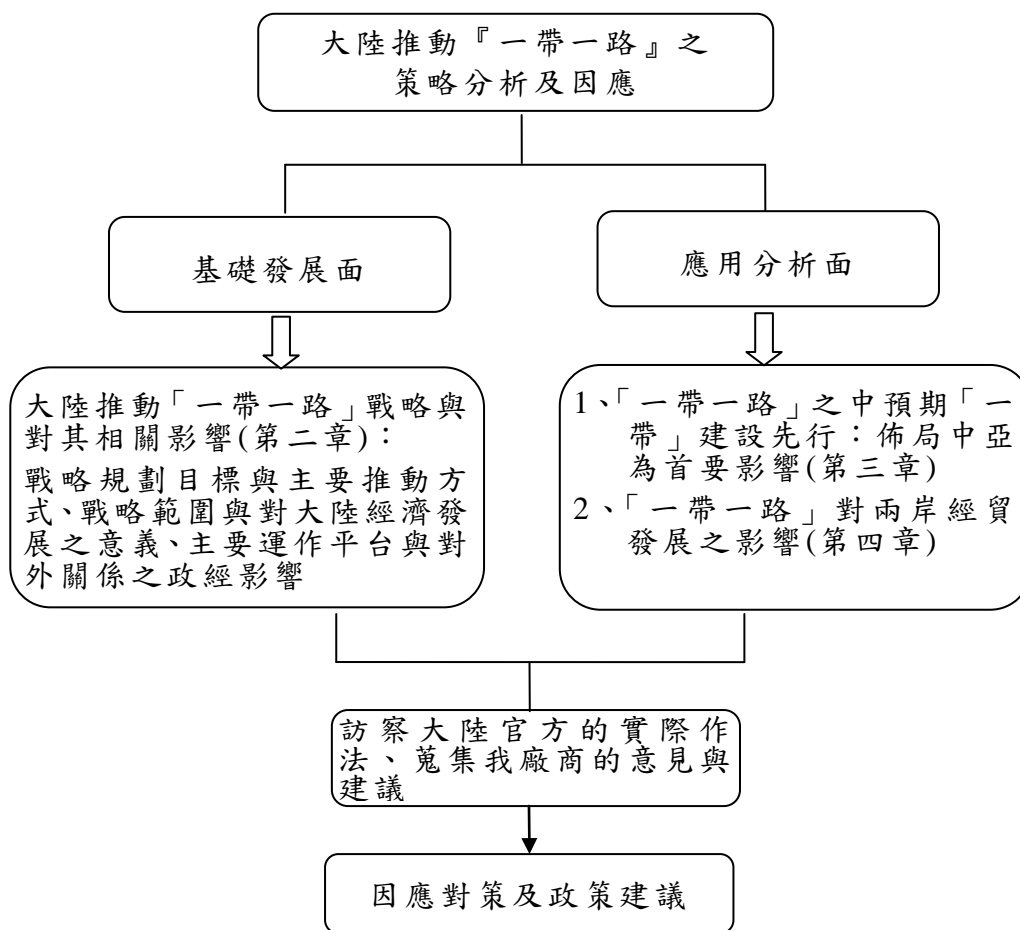 大陸推動『一帶一路』之
策略分析及因應
基礎發展面
應用分析面
大陸推動「一帶一路」戰略與
對其相關影響(第二章)：
戰略規劃目標與主要推動方
式、戰略範圍與對大陸經濟發
展之意義、主要運作平台與對
外關係之政經影響
1、「一帶一路」之中預期「一
帶」建設先行：佈局中亞
為首要影響(第三章)
2、「一帶一路」對兩岸經貿
發展之影響(第四章)
訪察大陸官方的實際作
法、蒐集我廠商的意見與
建議
因應對策及政策建議